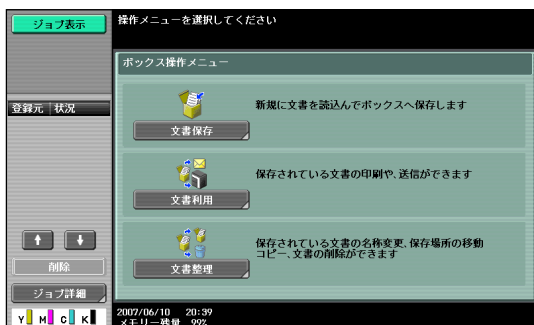 ジョブ表示
操作メニューを選択してください
ボックス操作メニュー
登録元 状況
新規に文書を読込んでボックスへ保存します
文書保存
保存されている文書の印刷や、送信ができます
文書利用
保存されている文書の名称変更、保存場所の移動
コピー、文書の削除ができます
文書整理
削除
ジョブ詳細
Y M C K
2007/06/10 20:39
メモリー残量 99%